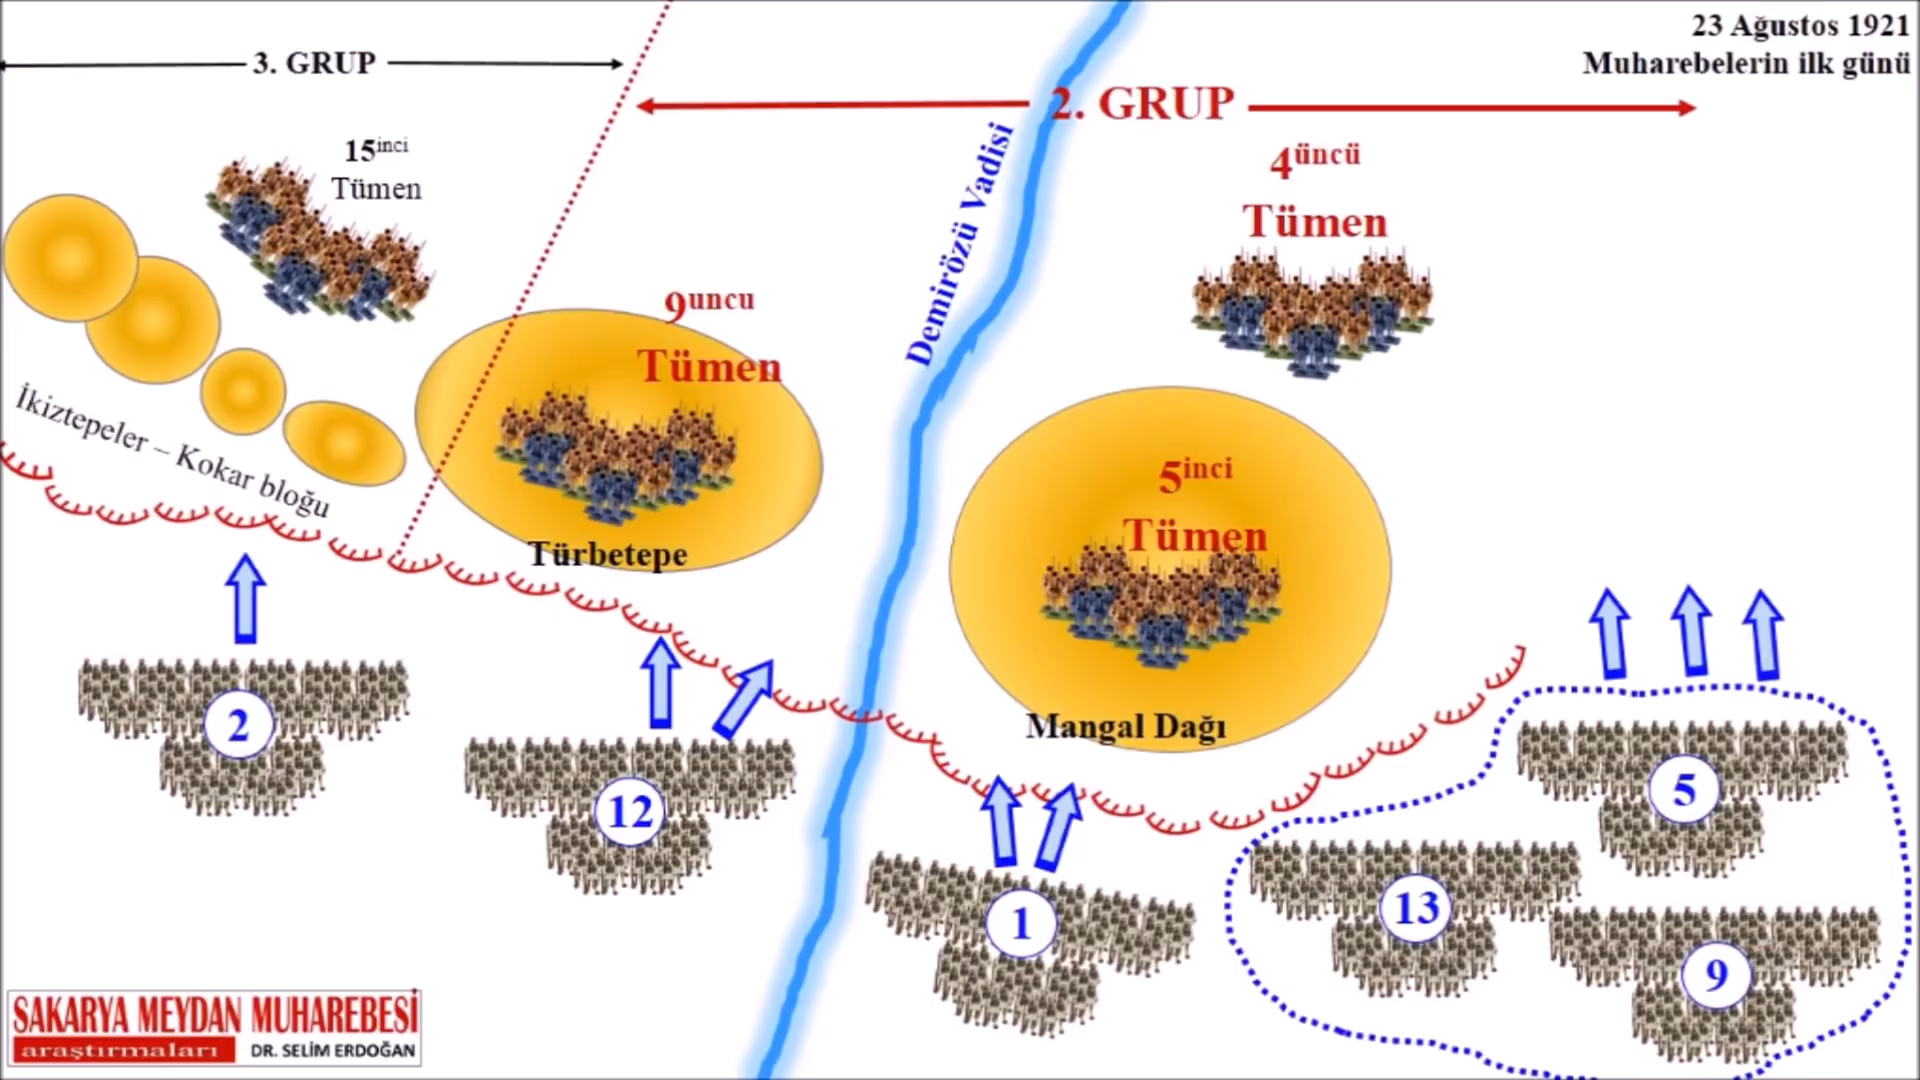 23 Ağustos 1921
Muharebelerin ilk günü
3. GRUP
2. GRUP
15inci
Tümen
4üncü
Tümen
Demirözü Vadisi
9uncu
Tümen
İkiztepeler – Kokar bloğu
5inci
Tümen
Türbetepe
Mangal Dağı
2
12
1
5
13
9
SAKARYA MEYDAN MUHAREBESİ
araştırmaları DR. SELİM ERDOĞAN